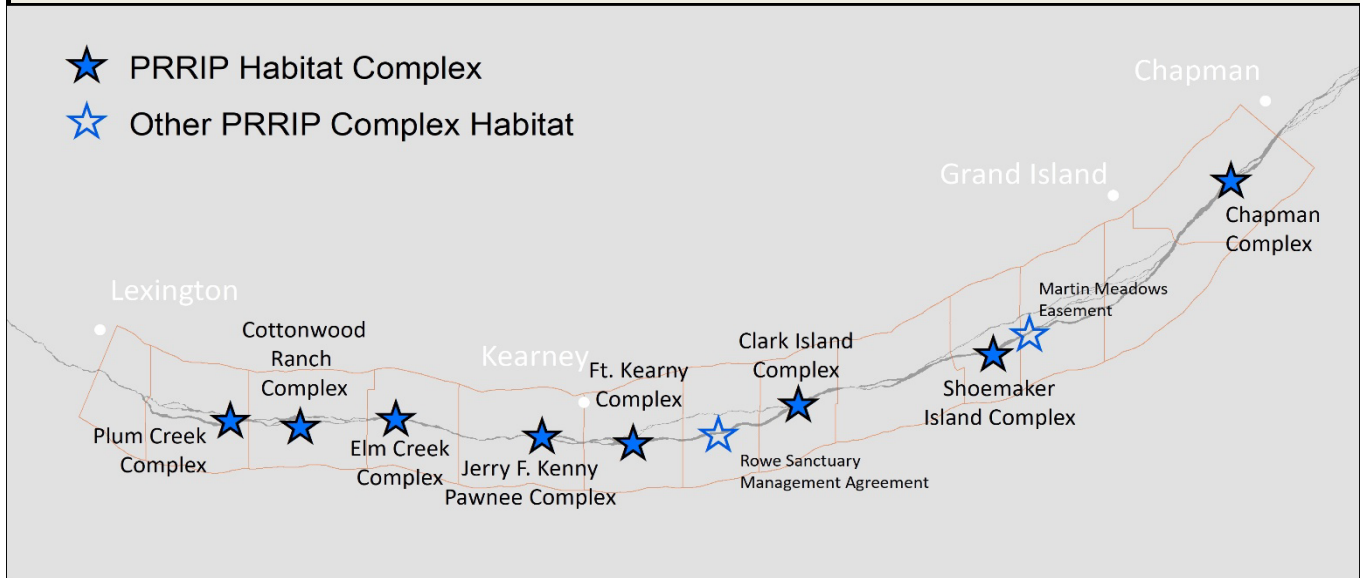 PRRIP Habitat Complex
Other PRRIP Complex Habitat
Chapman
Grand Island
Chapman
Complex
Martin Meadows
Easement
Lexington
Cottonwood
Ranch
Complex
Kearney
Ft. Kearny
Complex
Clark Island
Complex
Shoemaker
Island Complex
Plum Creek
Complex
Elm Creek
Complex
Jerry F. Kenny
Pawnee Complex
Rowe Sanctuary
Management Agreement